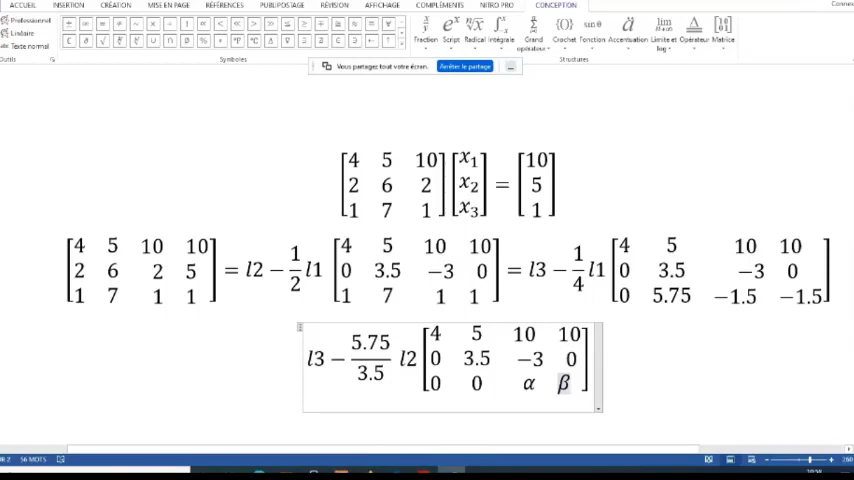 ACCUEIL INSERTION CRÉATION MISE EN PAGE RÉFÉRENCES PUBLIPOSTAGE RÉVISION AFFICHAGE COMPLÉMENTS NITRO PRO CONCEPTION
Professionnel
Linéaire
Texte normal
Fraction Script Radical Intégrale Grand opérateur Crochet Fonction Accentuation Limite et log Opérateur Matrice
Outils Symboles Structures
Vous partagez tout votre écran. Arrêter le partage
[4 5 10] [x1] = [10]
[2 6 2] [x2] [5]
[1 7 1] [x3] [1]
[4 5 10 10] = l2 − 1/2 l1 [4 5 10 10] = l3 − 1/4 l1 [4 5 10 10]
[2 6 2 5] [0 3.5 −3 0] [0 3.5 −3 0]
[1 7 1 1] [1 7 1 1] [0 5.75 −1.5 −1.5]
l3 − 5.75/3.5 l2 [4 5 10 10]
[0 3.5 −3 0]
[0 0 α β]
56 MOTS